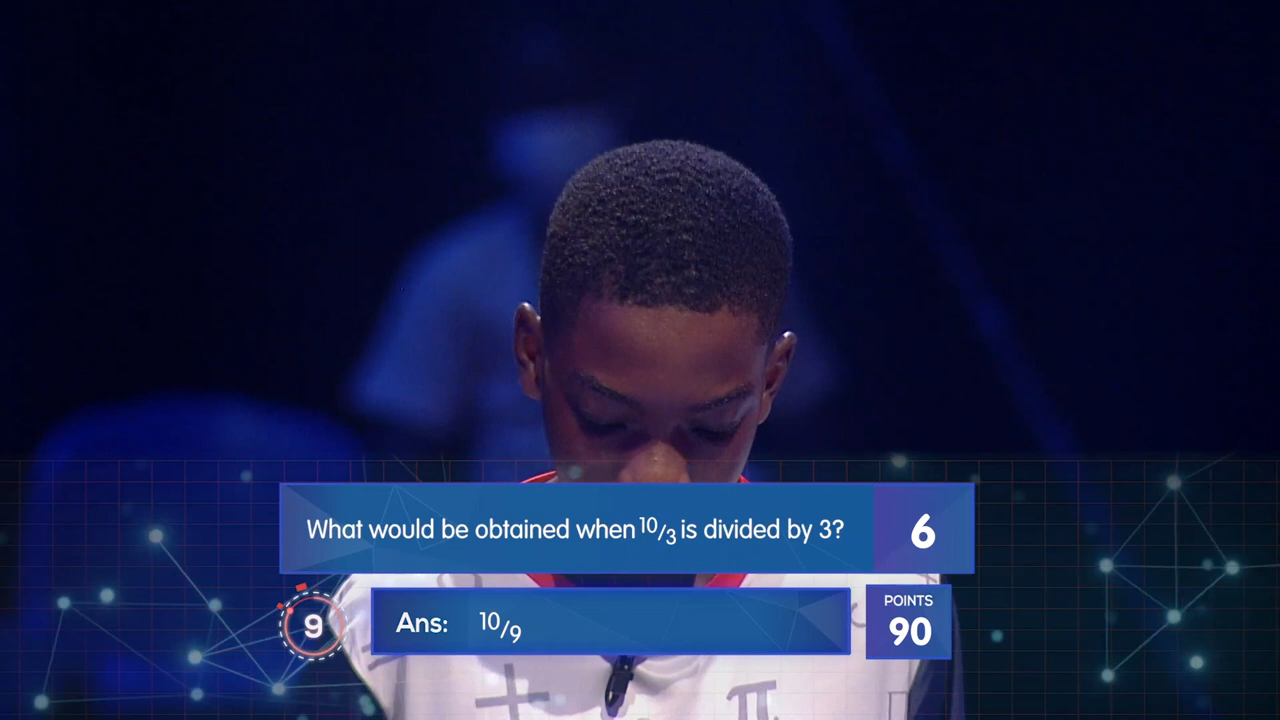 What would be obtained when 10/3 is divided by 3?
6
9
Ans: 10/9
POINTS
90
+
π